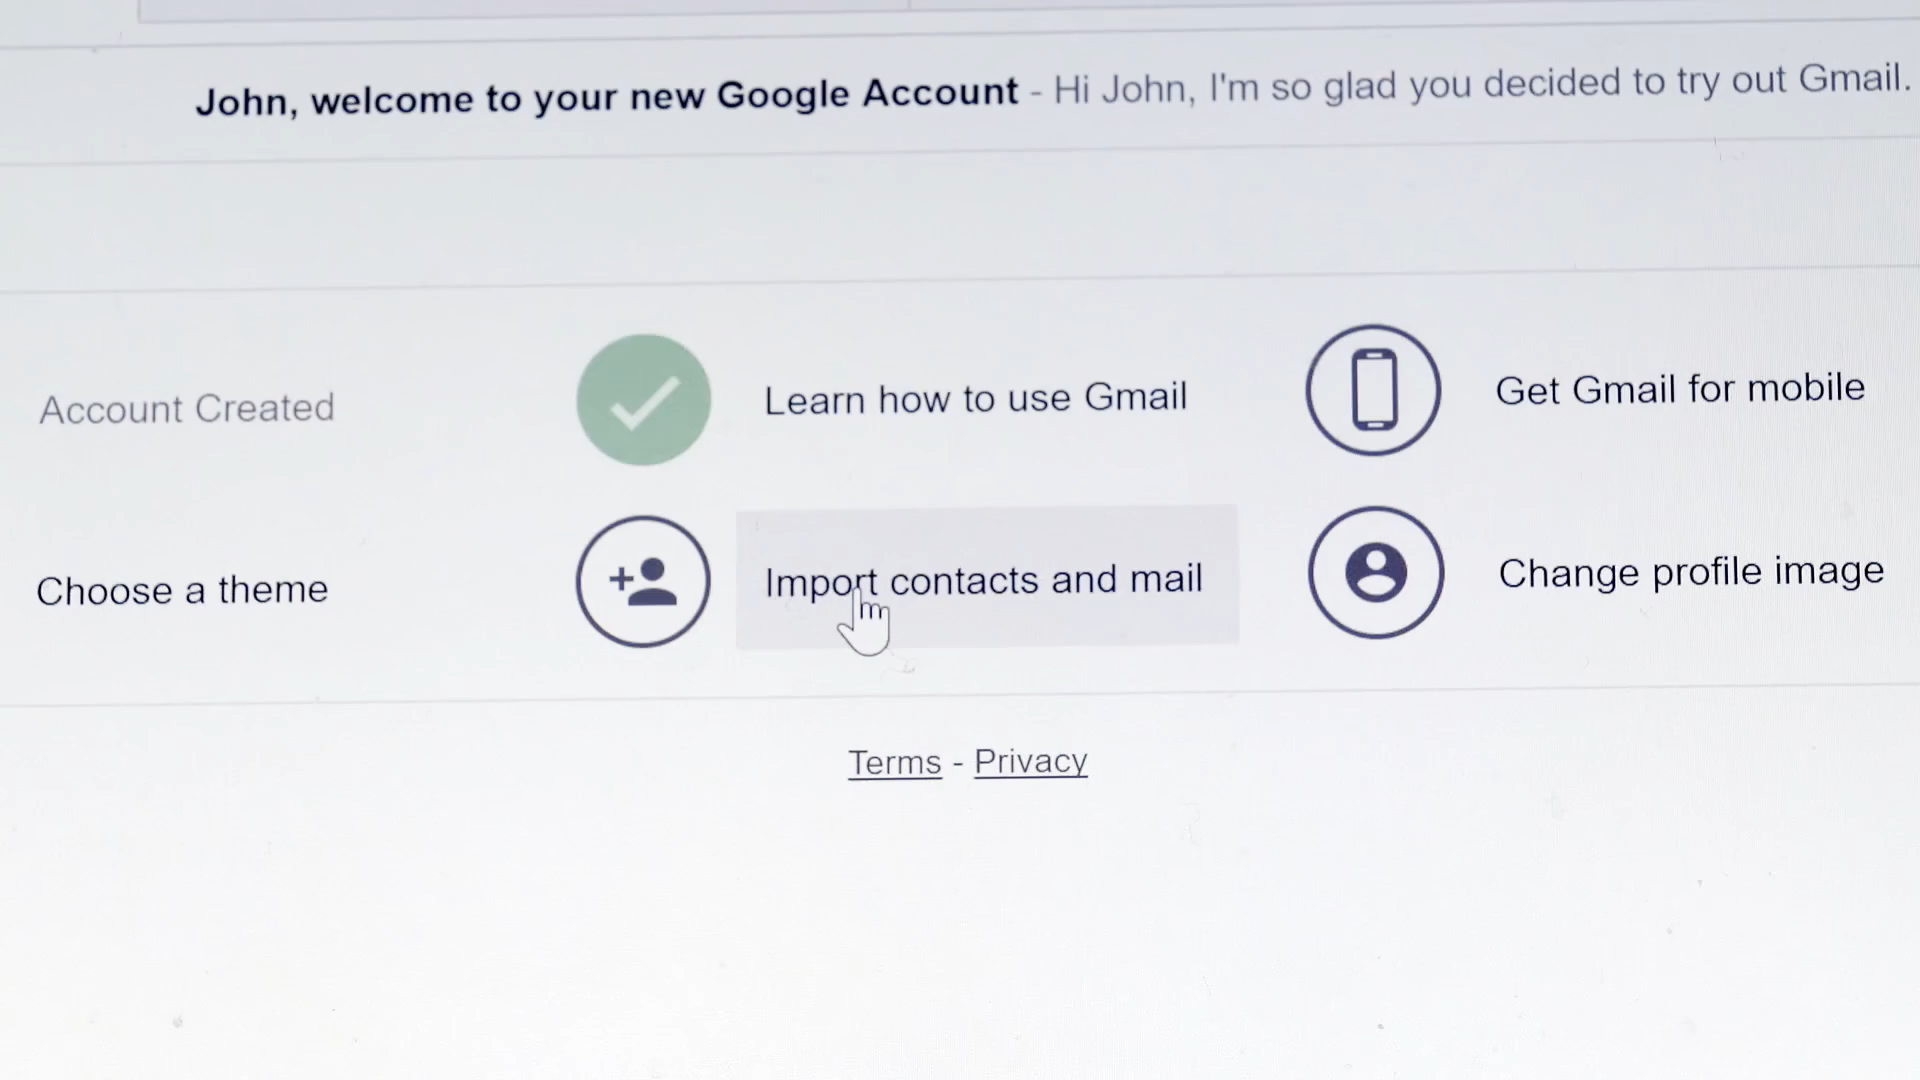 John, welcome to your new Google Account - Hi John, I'm so glad you decided to try out Gmail.
Account Created
Learn how to use Gmail
Get Gmail for mobile
Choose a theme
Import contacts and mail
Change profile image
Terms - Privacy